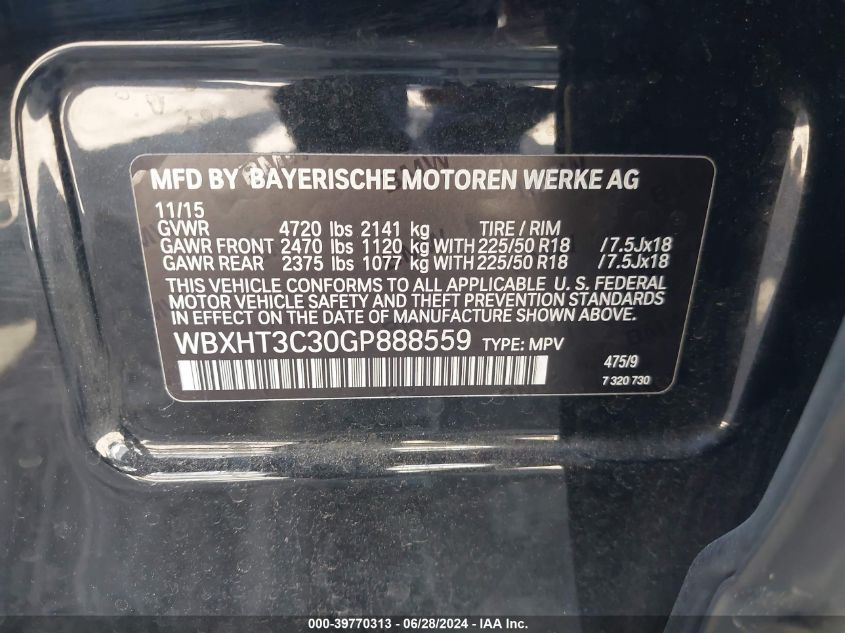 MFD BY BAYERISCHE MOTOREN WERKE AG
11/15
GVWR 4720 lbs 2141 kg TIRE / RIM
GAWR FRONT 2470 lbs 1120 kg WITH 225/50 R18 /7.5Jx18
GAWR REAR 2375 lbs 1077 kg WITH 225/50 R18 /7.5Jx18
THIS VEHICLE CONFORMS TO ALL APPLICABLE U. S. FEDERAL
MOTOR VEHICLE SAFETY AND THEFT PREVENTION STANDARDS
IN EFFECT ON THE DATE OF MANUFACTURE SHOWN ABOVE.
WBXHT3C30GP888559 TYPE: MPV
475/9
7 320 730
000-39770313 - 06/28/2024 - IAA Inc.